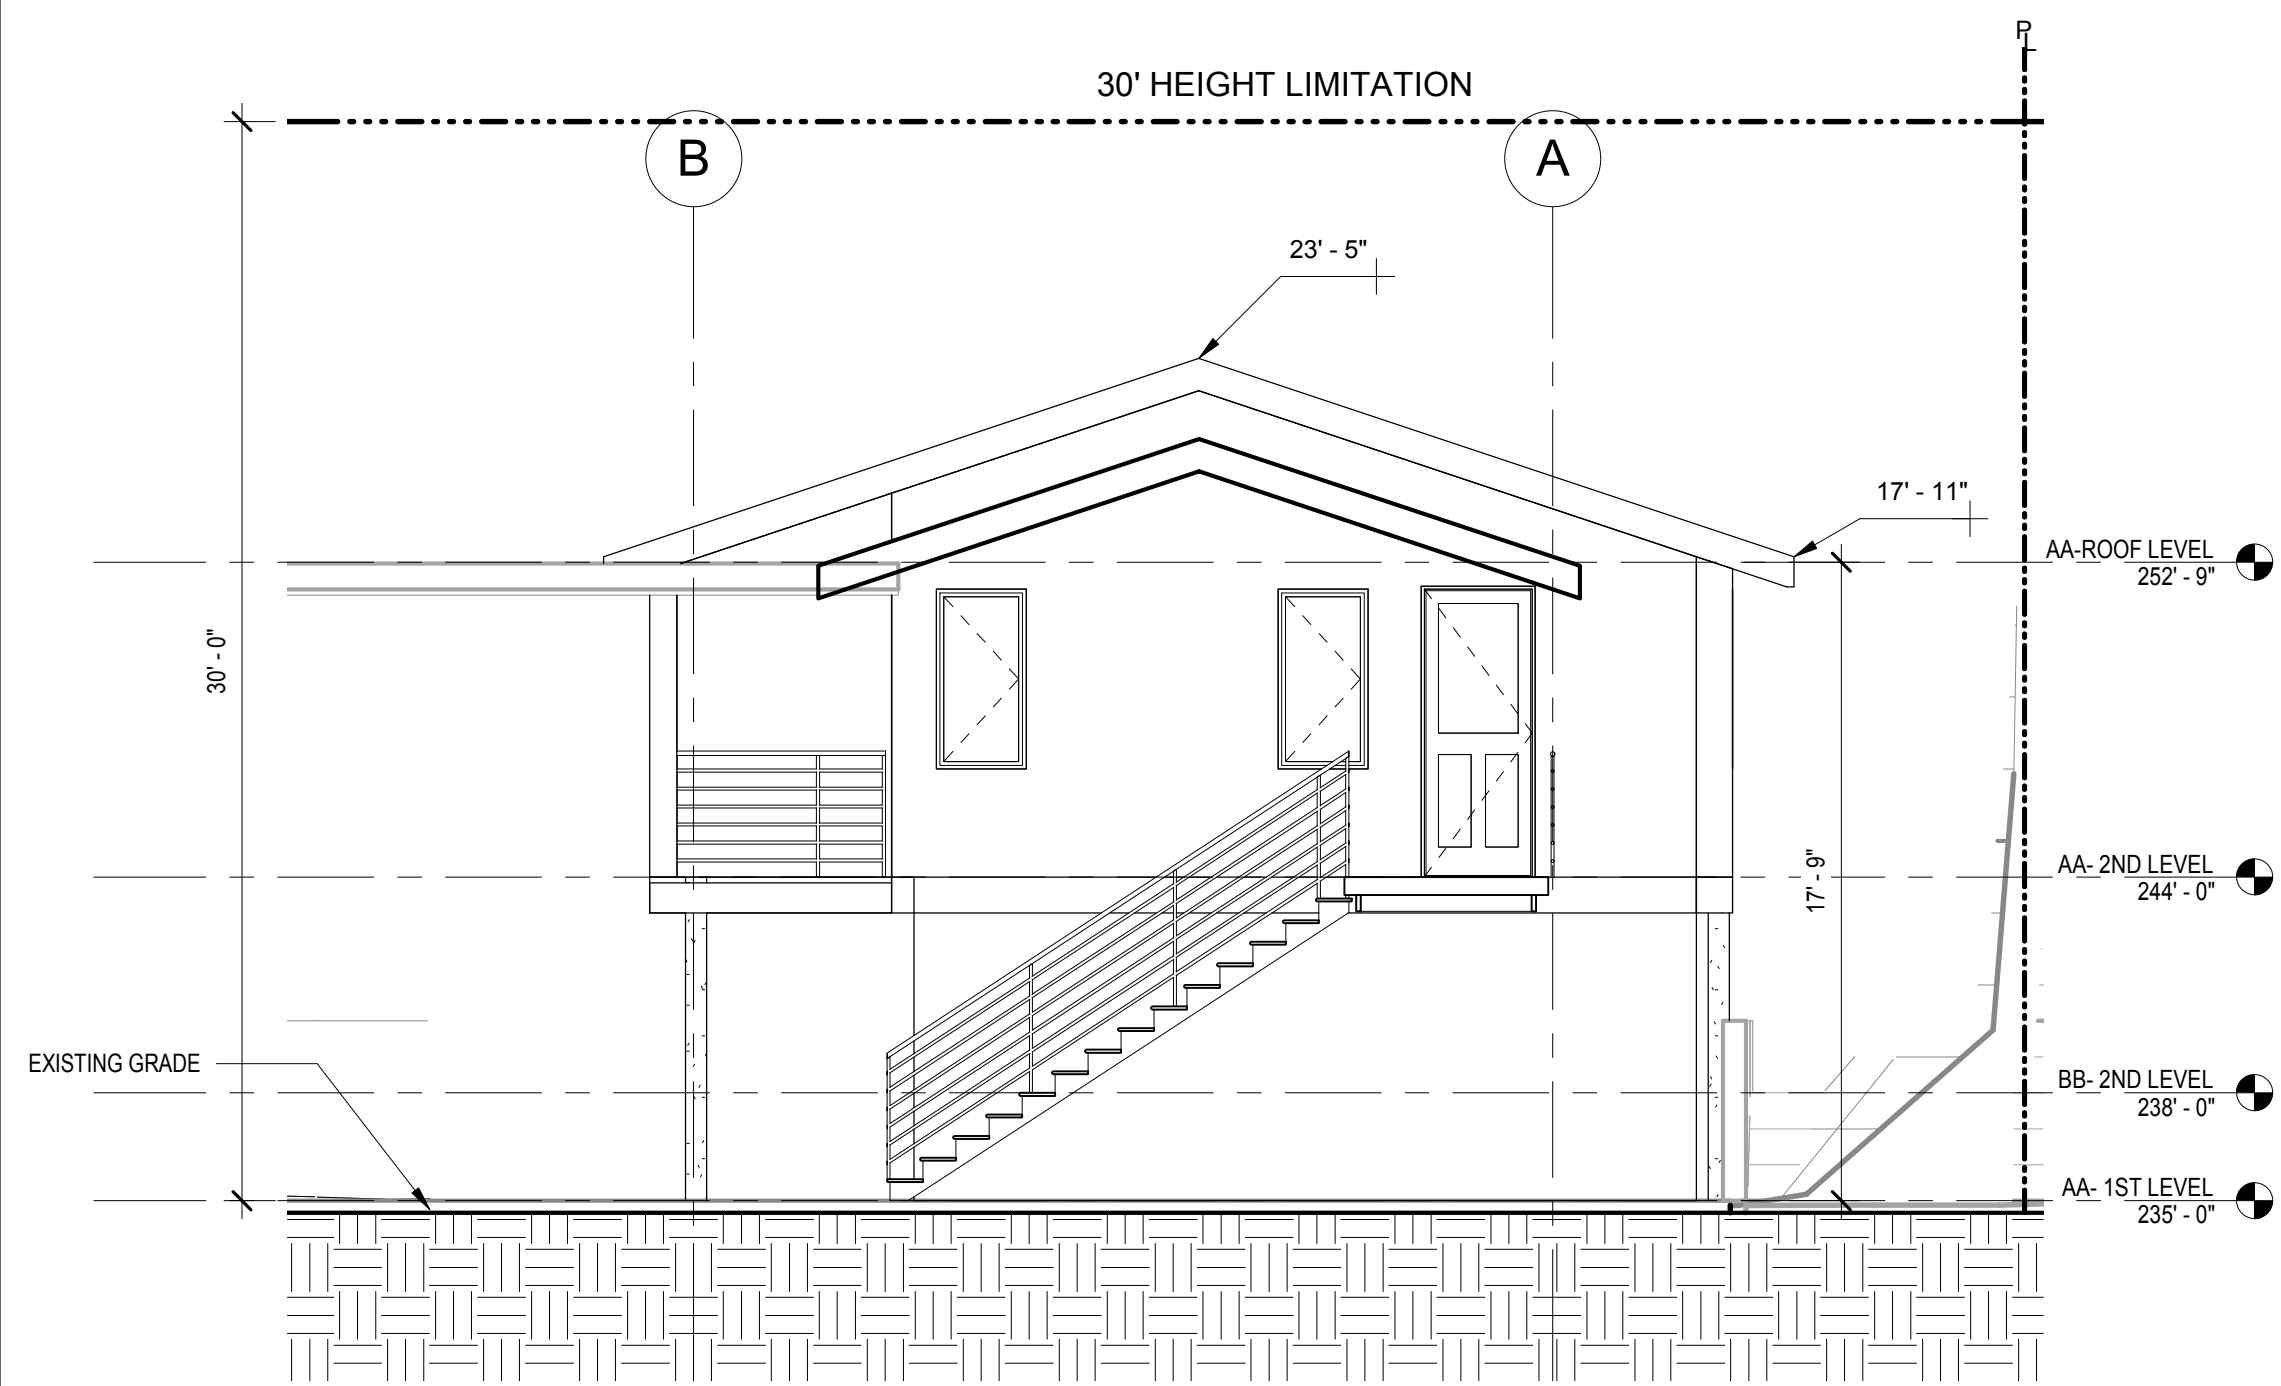 P
L
30' HEIGHT LIMITATION
B
A
23' - 5"
17' - 11"
AA-ROOF LEVEL
252' - 9"
30' - 0"
17' - 9"
AA- 2ND LEVEL
244' - 0"
EXISTING GRADE
BB- 2ND LEVEL
238' - 0"
AA- 1ST LEVEL
235' - 0"